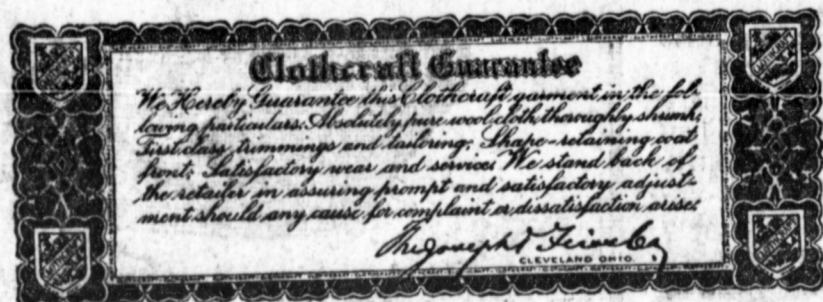 Clothcraft Guarantee
We Hereby Guarantee this Clothcraft garment in the fol-
lowing particulars: Absolutely pure wool cloth, thoroughly shrunk;
First class trimmings and tailoring; Shape-retaining coat
front; Satisfactory wear and service; We stand back of
the retailer in assuring prompt and satisfactory adjust-
ment should any cause for complaint or dissatisfaction arise.
The Joseph & Feiss Co
CLEVELAND OHIO.